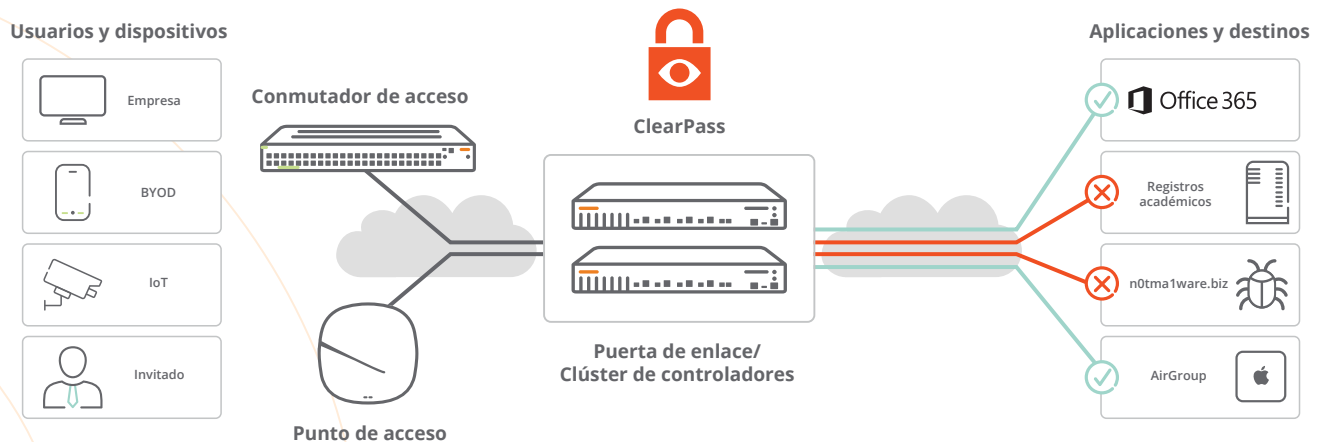 Usuarios y dispositivos
Empresa
BYOD
IoT
Invitado
Conmutador de acceso
Punto de acceso
ClearPass
Puerta de enlace/
Clúster de controladores
Aplicaciones y destinos
Office 365
Registros
académicos
n0tma1ware.biz
AirGroup